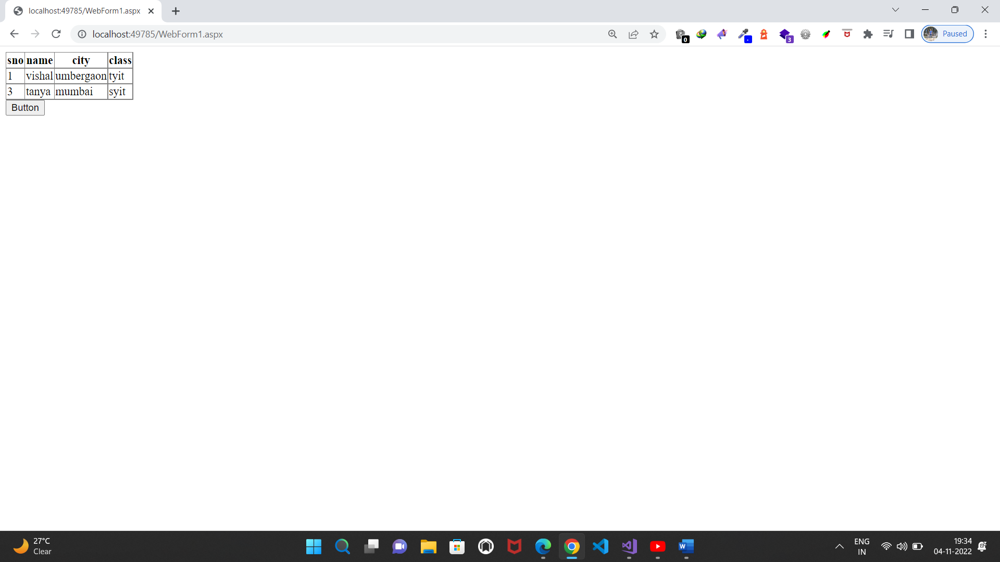 localhost:49785/WebForm1.aspx
localhost:49785/WebForm1.aspx
0
3
Paused
sno name city class
1 vishal umbergaon tyit
3 tanya mumbai syit
Button
27°C
Clear
W
ENG
IN
19:34
04-11-2022